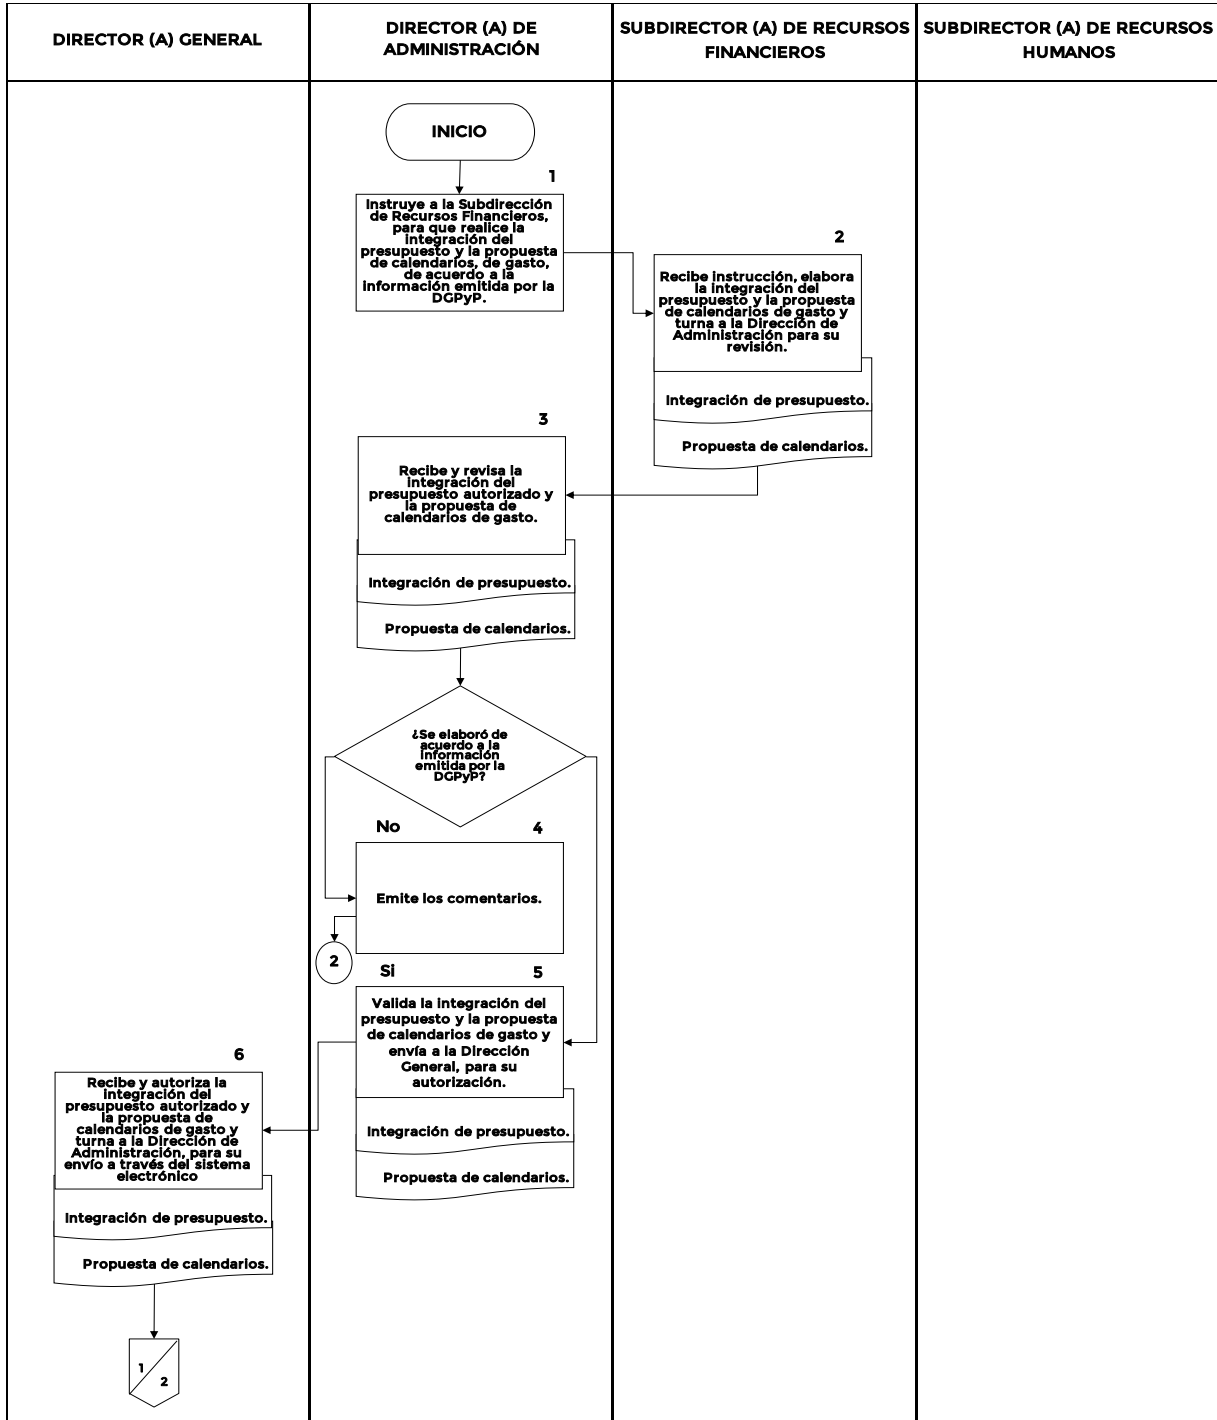 DIRECTOR (A) GENERAL
DIRECTOR (A) DE
ADMINISTRACIÓN
SUBDIRECTOR (A) DE RECURSOS
FINANCIEROS
SUBDIRECTOR (A) DE RECURSOS
HUMANOS
INICIO
1
Instruye a la Subdirección
de Recursos Financieros,
para que realice la
integración del
presupuesto y la propuesta
de calendarios, de gasto,
de acuerdo a la
información emitida por la
DGPyP.
2
Recibe instrucción, elabora
la integración del
presupuesto y la propuesta
de calendarios de gasto y
turna a la Dirección de
Administración para su
revisión.
Integración de presupuesto.
Propuesta de calendarios.
3
Recibe y revisa la
integración del
presupuesto autorizado y
la propuesta de
calendarios de gasto.
Integración de presupuesto.
Propuesta de calendarios.
¿Se elaboró de
acuerdo a la
información
emitida por la
DGPyP?
No
4
Emite los comentarios.
2
Si
5
Valida la integración del
presupuesto y la propuesta
de calendarios de gasto y
envía a la Dirección
General, para su
autorización.
Integración de presupuesto.
Propuesta de calendarios.
6
Recibe y autoriza la
integración del
presupuesto autorizado y
la propuesta de
calendarios de gasto y
turna a la Dirección de
Administración, para su
envío a través del sistema
electrónico
Integración de presupuesto.
Propuesta de calendarios.
1
2